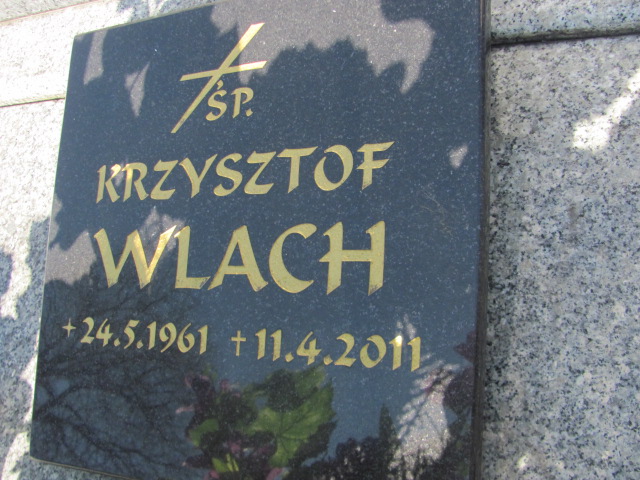 ŚP.
KRZYSZTOF
WLACH
+24.5.1961 †11.4.2011